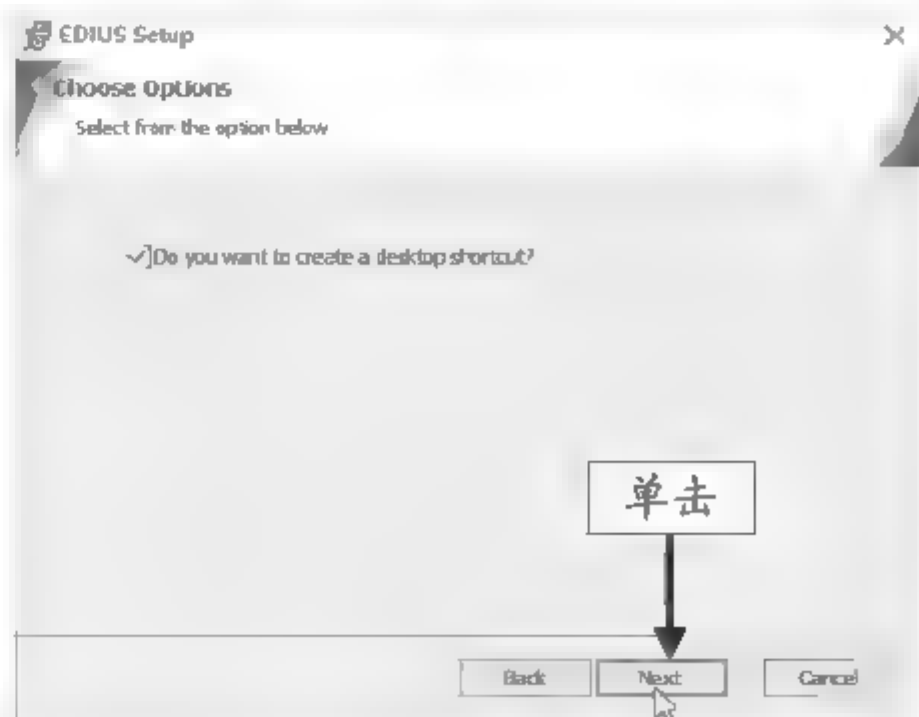 EDIUS Setup
Choose Options
Select from the option below
Do you want to create a desktop shortcut?
单击
Back
Next
Cancel